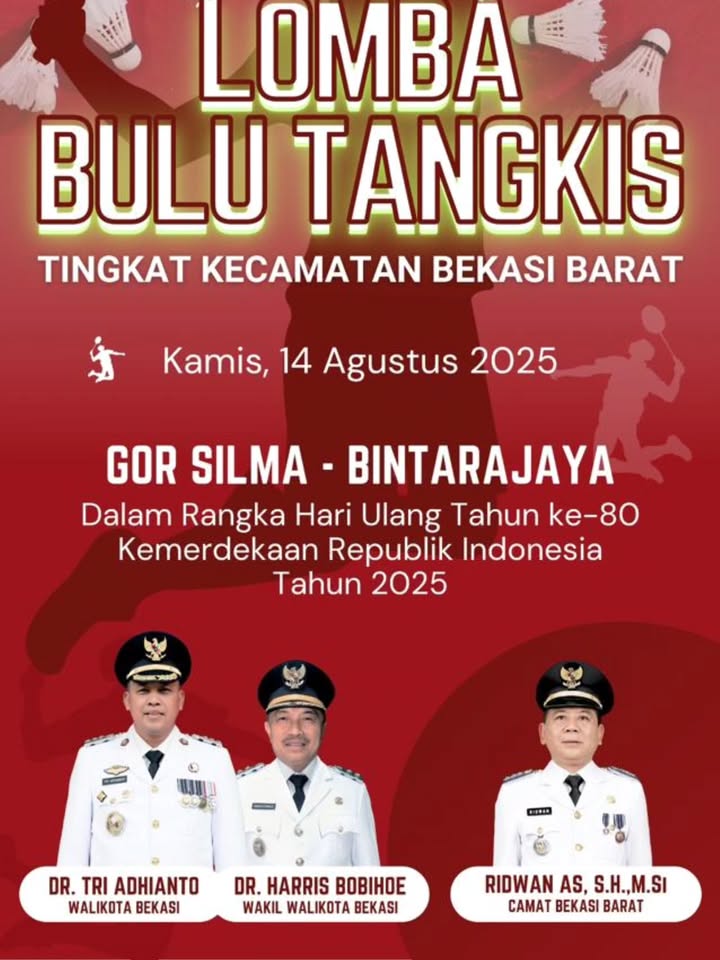 LOMBA
BULU TANGKIS
TINGKAT KECAMATAN BEKASI BARAT
Kamis, 14 Agustus 2025
GOR SILMA - BINTARAJAYA
Dalam Rangka Hari Ulang Tahun ke-80
Kemerdekaan Republik Indonesia
Tahun 2025
RIDWAN
DR. TRI ADHIANTO
WALIKOTA BEKASI
DR. HARRIS BOBIHOE
WAKIL WALIKOTA BEKASI
RIDWAN AS, S.H.,M.Si
CAMAT BEKASI BARAT